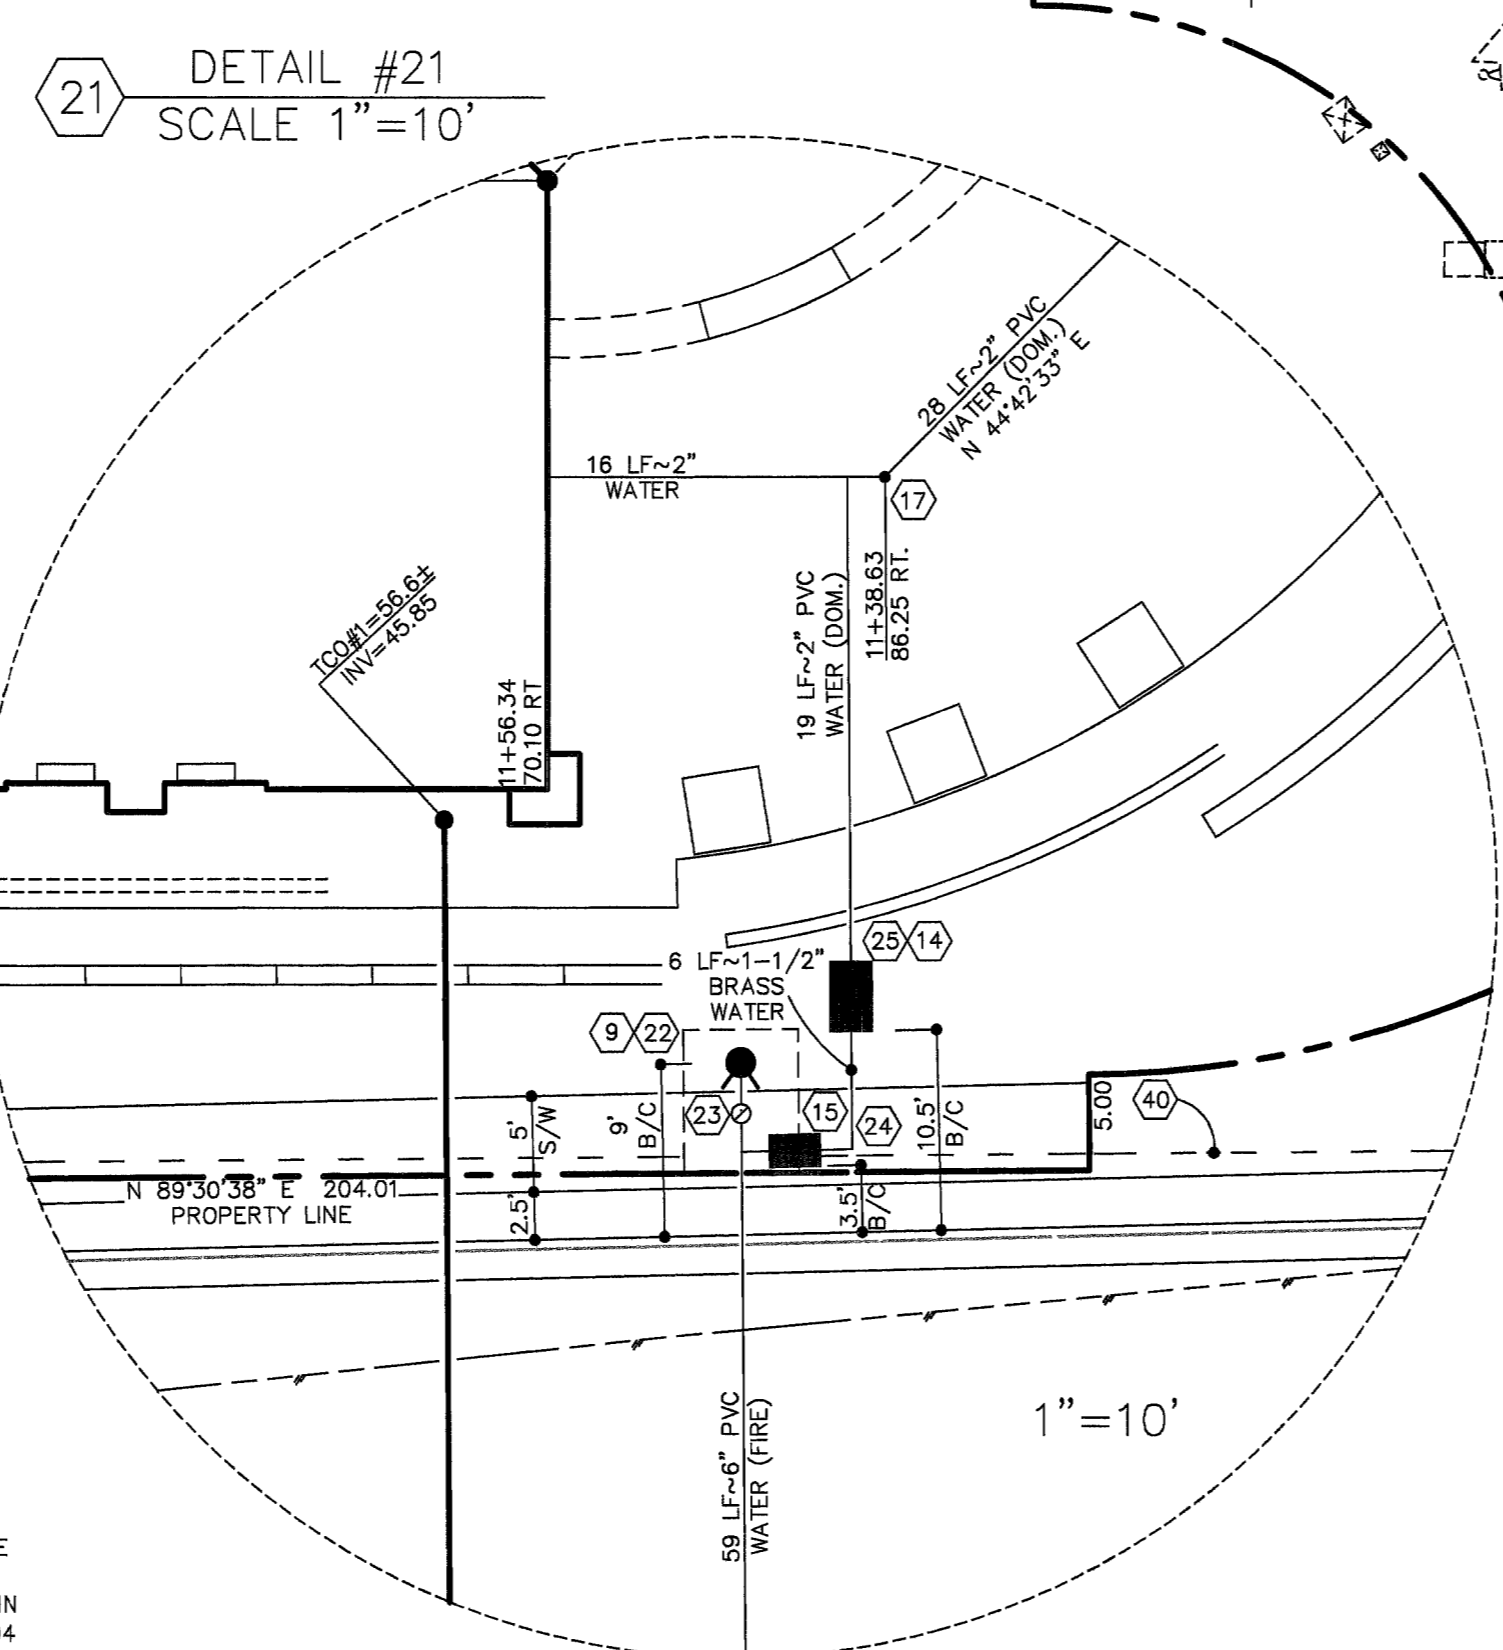 21
DETAIL #21
SCALE 1"=10'
28 LF~2" PVC
WATER (DOM.)
N 44°42'33" E
16 LF~2"
WATER
17
11+38.63
86.25 RT.
19 LF~2" PVC
WATER (DOM.)
TCO#1=56.6±
INV=45.85
11+56.34
70.10 RT
25
14
6 LF~1-1/2"
BRASS
WATER
9
22
23
15
24
5'
S/W
9'
B/C
10.5'
B/C
5.00
40
N 89°30'38" E 204.01
PROPERTY LINE
2.5'
3.5'
B/C
59 LF~6" PVC
WATER (FIRE)
1"=10'
E
IN